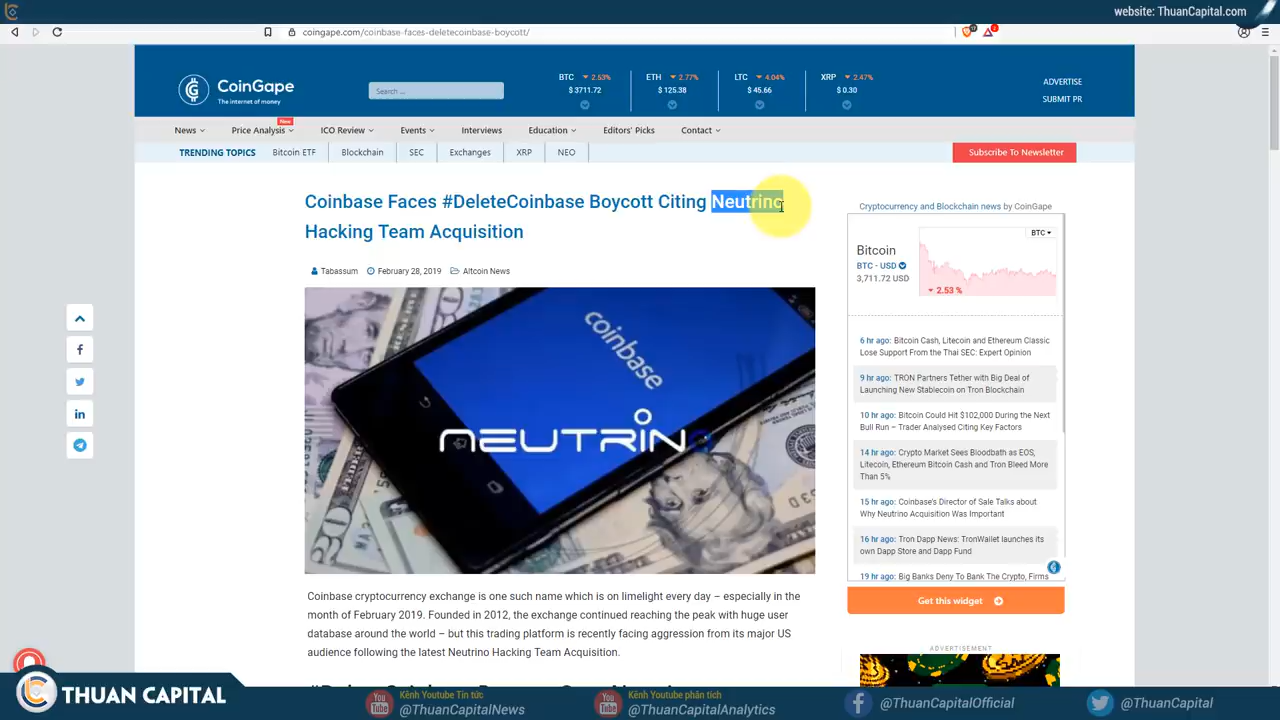 website: ThuanCapital.com
coingape.com/coinbase-faces-deletecoinbase-boycott/
CoinGape
The internet of money
Search ...
BTC 2.53%
$ 3711.72
ETH 2.77%
$ 125.38
LTC 4.04%
$ 45.66
XRP 2.47%
$ 0.30
ADVERTISE
SUBMIT PR
New
News
Price Analysis
ICO Review
Events
Interviews
Education
Editors' Picks
Contact
TRENDING TOPICS
Bitcoin ETF
Blockchain
SEC
Exchanges
XRP
NEO
Subscribe To Newsletter
Coinbase Faces #DeleteCoinbase Boycott Citing Neutrino
Hacking Team Acquisition
Tabassum
February 28, 2019
Altcoin News
coinbase
NEUTRINO
Coinbase cryptocurrency exchange is one such name which is on limelight every day – especially in the
month of February 2019. Founded in 2012, the exchange continued reaching the peak with huge user
database around the world – but this trading platform is recently facing aggression from its major US
audience following the latest Neutrino Hacking Team Acquisition.
Cryptocurrency and Blockchain news by CoinGape
Bitcoin
BTC - USD
3,711.72 USD
BTC
2.53 %
6 hr ago: Bitcoin Cash, Litecoin and Ethereum Classic
Lose Support From the Thai SEC: Expert Opinion
9 hr ago: TRON Partners Tether with Big Deal of
Launching New Stablecoin on Tron Blockchain
10 hr ago: Bitcoin Could Hit $102,000 During the Next
Bull Run – Trader Analysed Citing Key Factors
14 hr ago: Crypto Market Sees Bloodbath as EOS,
Litecoin, Ethereum Bitcoin Cash and Tron Bleed More
Than 5%
15 hr ago: Coinbase's Director of Sale Talks about
Why Neutrino Acquisition Was Important
16 hr ago: Tron Dapp News: TronWallet launches its
own Dapp Store and Dapp Fund
19 hr ago: Big Banks Deny To Bank The Crypto, Firms
Get this widget
ADVERTISEMENT
THUAN CAPITAL
You Tube
Kênh Youtube Tin tức
@ThuanCapitalNews
You Tube
Kênh Youtube phân tích
@ThuanCapitalAnalytics
@ThuanCapitalOfficial
@ThuanCapital